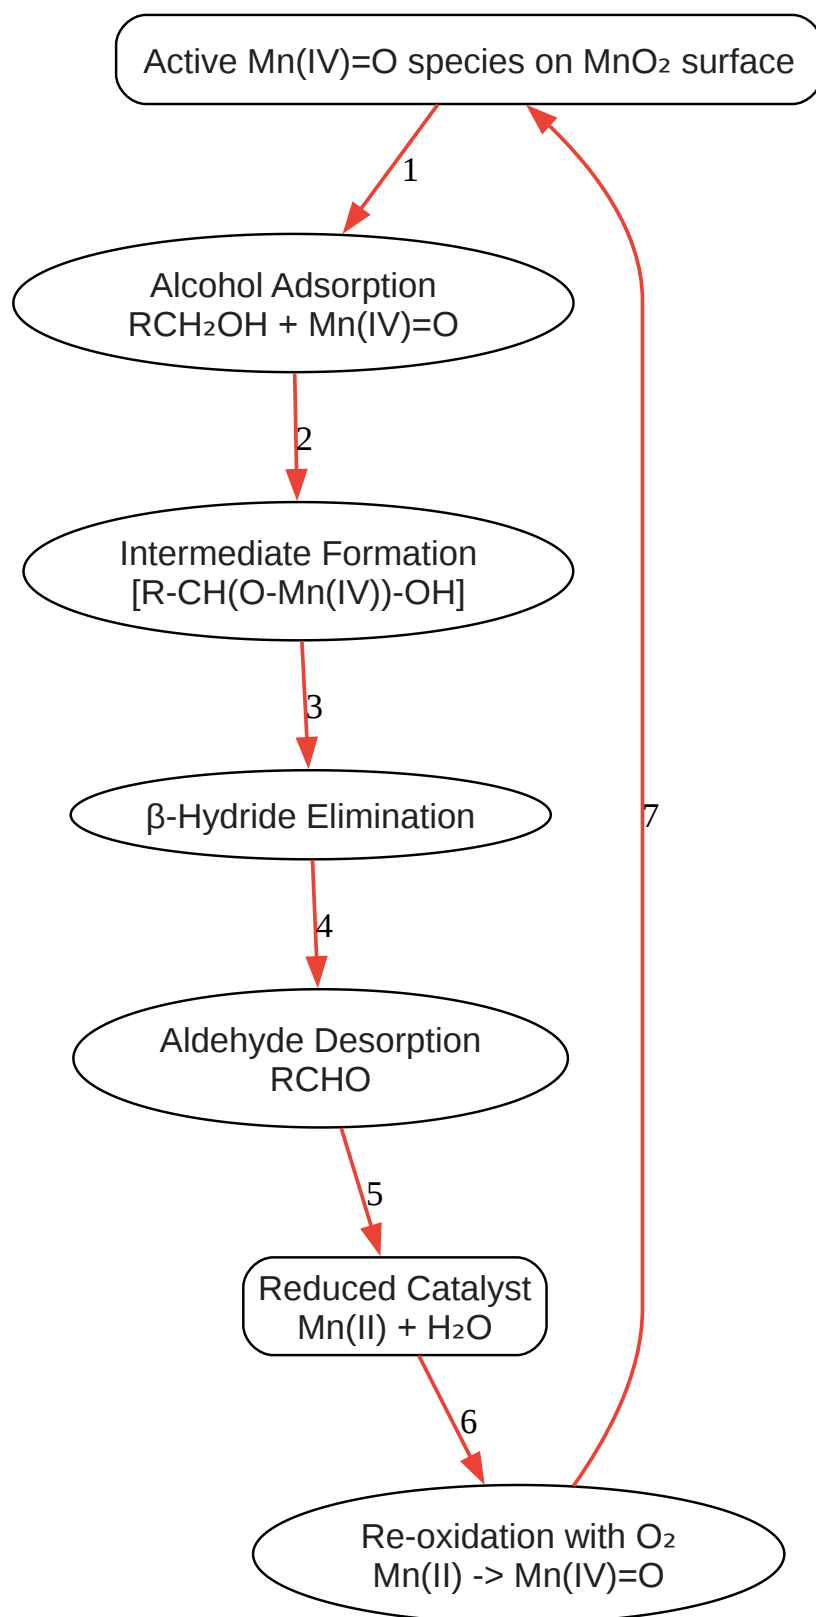 Active Mn(IV)=O species on MnO₂ surface
1
Alcohol Adsorption
RCH₂OH + Mn(IV)=O
2
Intermediate Formation
[R-CH(O-Mn(IV))-OH]
3
β-Hydride Elimination
7
4
Aldehyde Desorption
RCHO
5
Reduced Catalyst
Mn(II) + H₂O
6
Re-oxidation with O₂
Mn(II) -> Mn(IV)=O